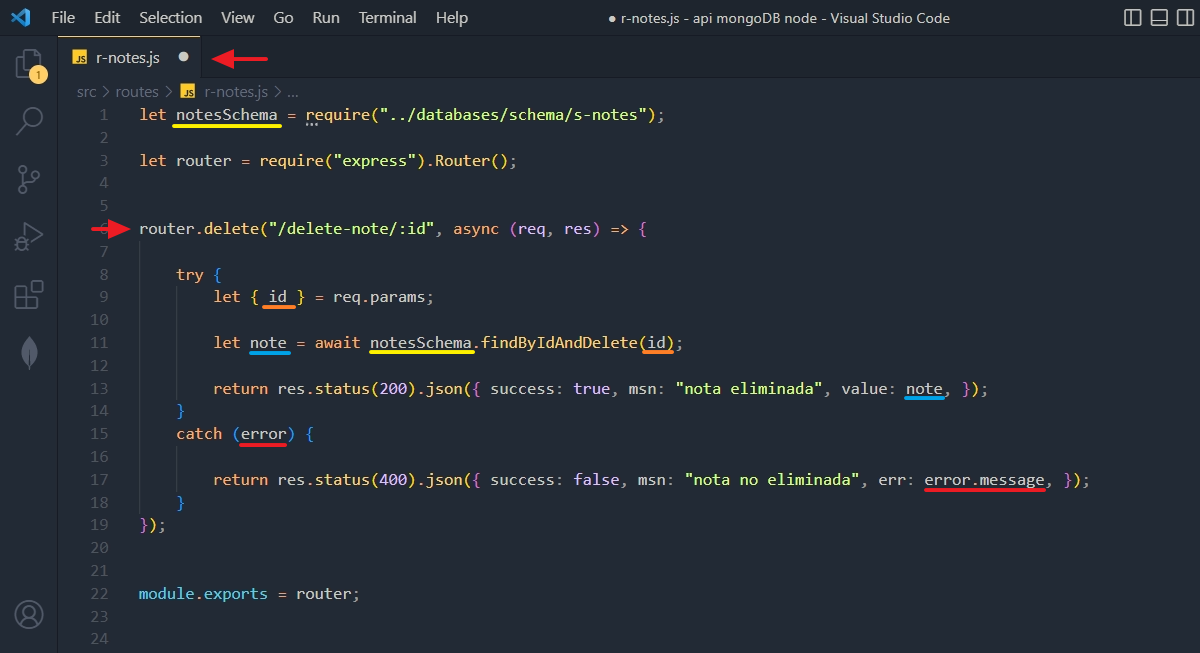 File Edit Selection View Go Run Terminal Help ● r-notes.js - api mongoDB node - Visual Studio Code
JS r-notes.js ●
1
src > routes > JS r-notes.js > ...
1 let notesSchema = require("../databases/schema/s-notes");
2
3 let router = require("express").Router();
4
5
6 router.delete("/delete-note/:id", async (req, res) => {
7
8 try {
9 let { id } = req.params;
10
11 let note = await notesSchema.findByIdAndDelete(id);
12
13 return res.status(200).json({ success: true, msn: "nota eliminada", value: note, });
14 }
15 catch (error) {
16
17 return res.status(400).json({ success: false, msn: "nota no eliminada", err: error.message, });
18 }
19 });
20
21
22 module.exports = router;
23
24